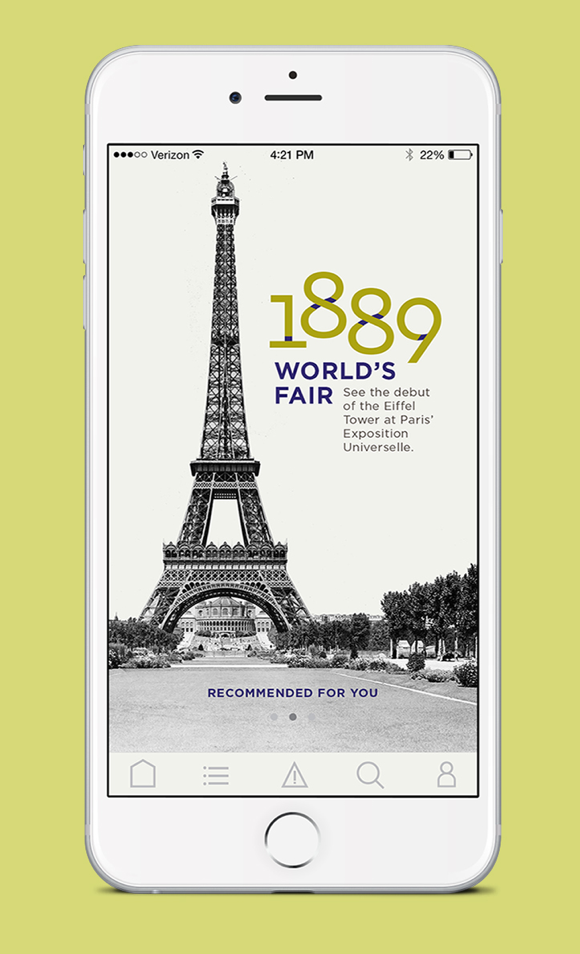 Verizon 4:21 PM 22%
1889
WORLD'S
FAIR
See the debut
of the Eiffel
Tower at Paris'
Exposition
Universelle.
RECOMMENDED FOR YOU